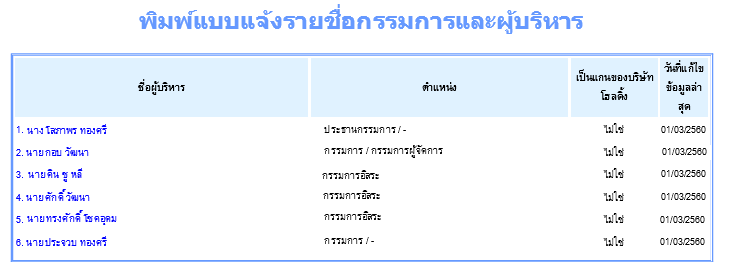 พิมพ์แบบแจ้งรายชื่อกรรมการและผู้บริหาร
ชื่อผู้บริหาร ตำแหน่ง เป็นแกนของบริษัทโฮลดิ้ง วันที่แก้ไขข้อมูลล่าสุด
1. นาง โสภาพร ทองศรี ประธานกรรมการ / - ไม่ใช่ 01/03/2560
2. นายกอบ วัฒนา กรรมการ / กรรมการผู้จัดการ ไม่ใช่ 01/03/2560
3. นายคิน ชู หลี กรรมการอิสระ ไม่ใช่ 01/03/2560
4. นายศักดิ์ วัฒนา กรรมการอิสระ ไม่ใช่ 01/03/2560
5. นายทรงศักดิ์ โชคอุดม กรรมการอิสระ ไม่ใช่ 01/03/2560
6. นายประจวบ ทองศรี กรรมการ / - ไม่ใช่ 01/03/2560